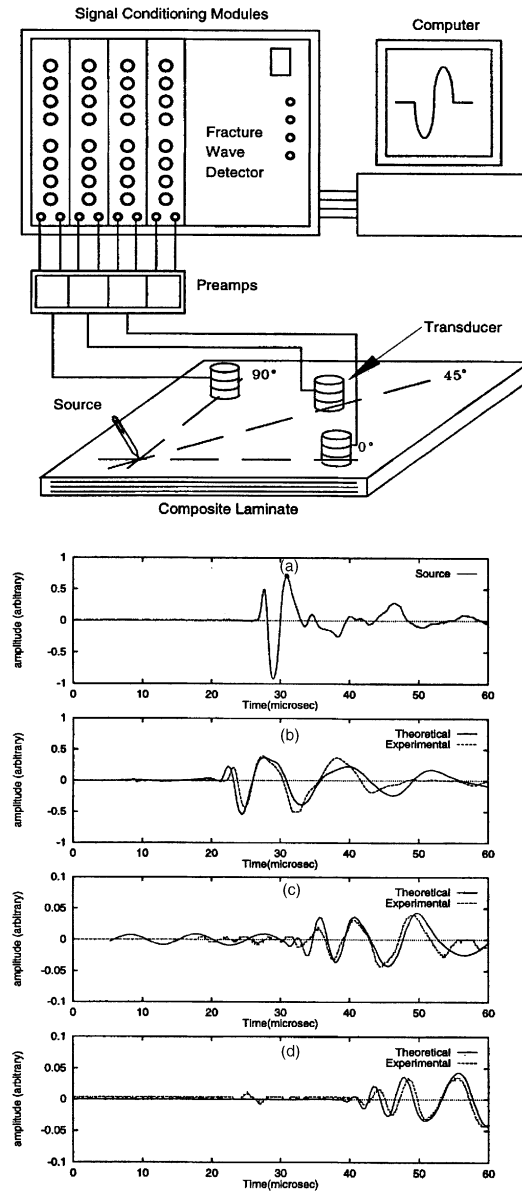 Signal Conditioning Modules
Computer
Fracture
Wave
Detector
Preamps
Transducer
90°
45°
Source
0°
Composite Laminate
(a)
Source
amplitude (arbitrary)
1
0.5
0
-0.5
-1
0 10 20 30 40 50 60
Time(microsec)
(b)
Theoretical
Experimental
amplitude (arbitrary)
1
0.5
0
-0.5
-1
0 10 20 30 40 50 60
Time(microsec)
(c)
Theoretical
Experimental
amplitude (arbitrary)
0.1
0.05
0
-0.05
-0.1
0 10 20 30 40 50 60
Time(microsec)
(d)
Theoretical
Experimental
amplitude (arbitrary)
0.1
0.05
0
-0.05
-0.1
0 10 20 30 40 50 60
Time(microsec)